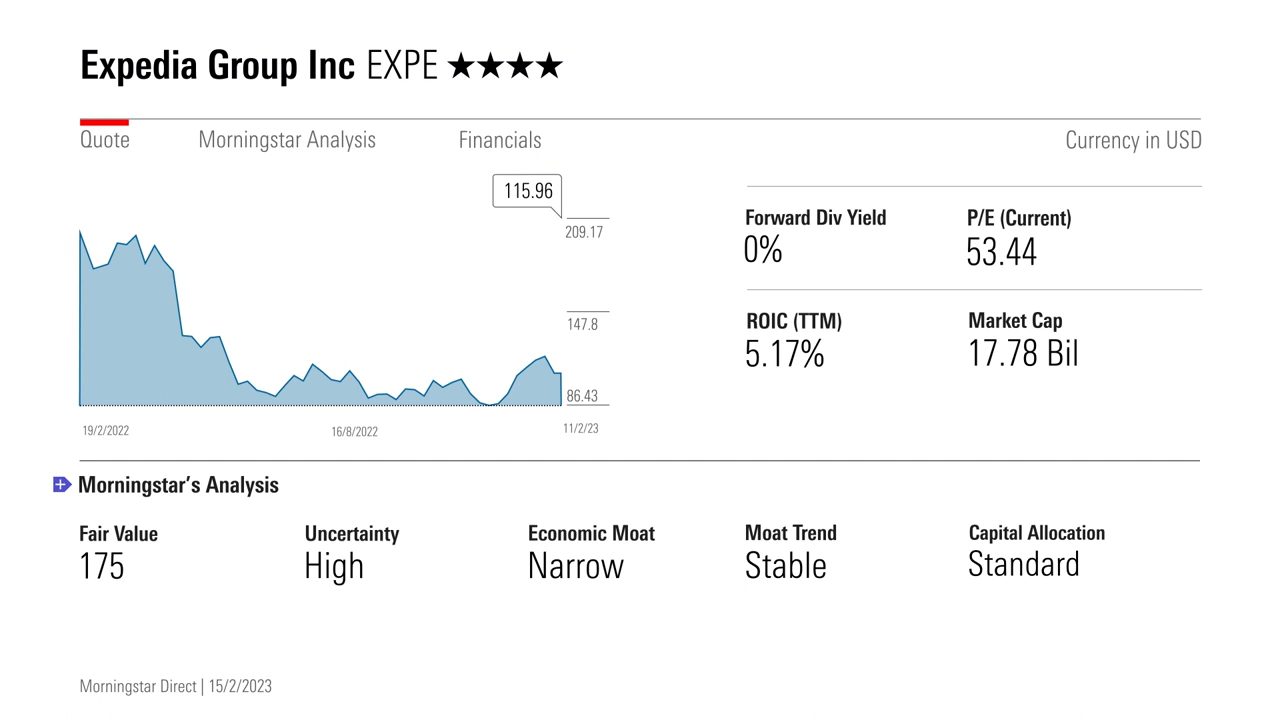 Expedia Group Inc EXPE ★★★★
Quote Morningstar Analysis Financials Currency in USD
115.96
209.17
147.8
86.43
19/2/2022 16/8/2022 11/2/23
Forward Div Yield P/E (Current)
0% 53.44
ROIC (TTM) Market Cap
5.17% 17.78 Bil
Morningstar’s Analysis
Fair Value Uncertainty Economic Moat Moat Trend Capital Allocation
175 High Narrow Stable Standard
Morningstar Direct | 15/2/2023